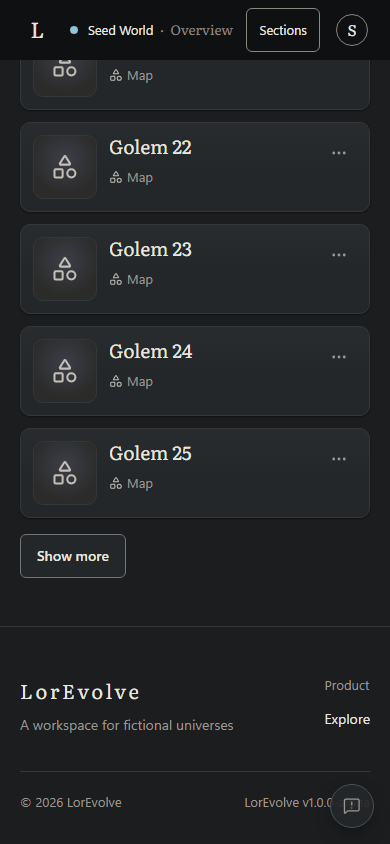 L
Seed World · Overview
Sections
S
Map
Golem 22
Map
Golem 23
Map
Golem 24
Map
Golem 25
Map
Show more
LorEvolve
A workspace for fictional universes
Product
Explore
© 2026 LorEvolve
LorEvolve v1.0.0